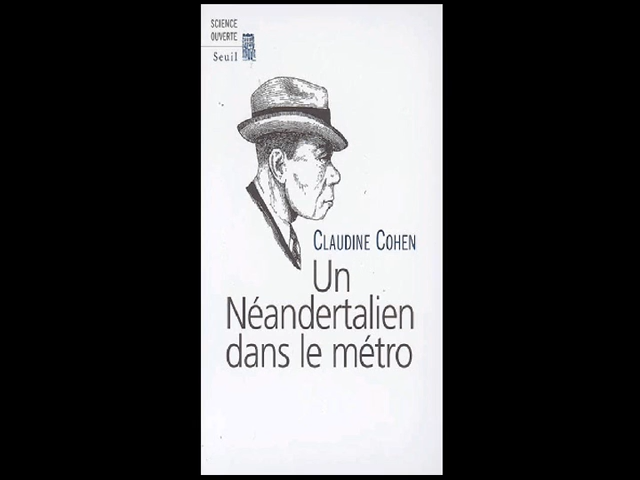 SCIENCE
OUVERTE
Seuil
CLAUDINE COHEN
Un
Néandertalien
dans le métro